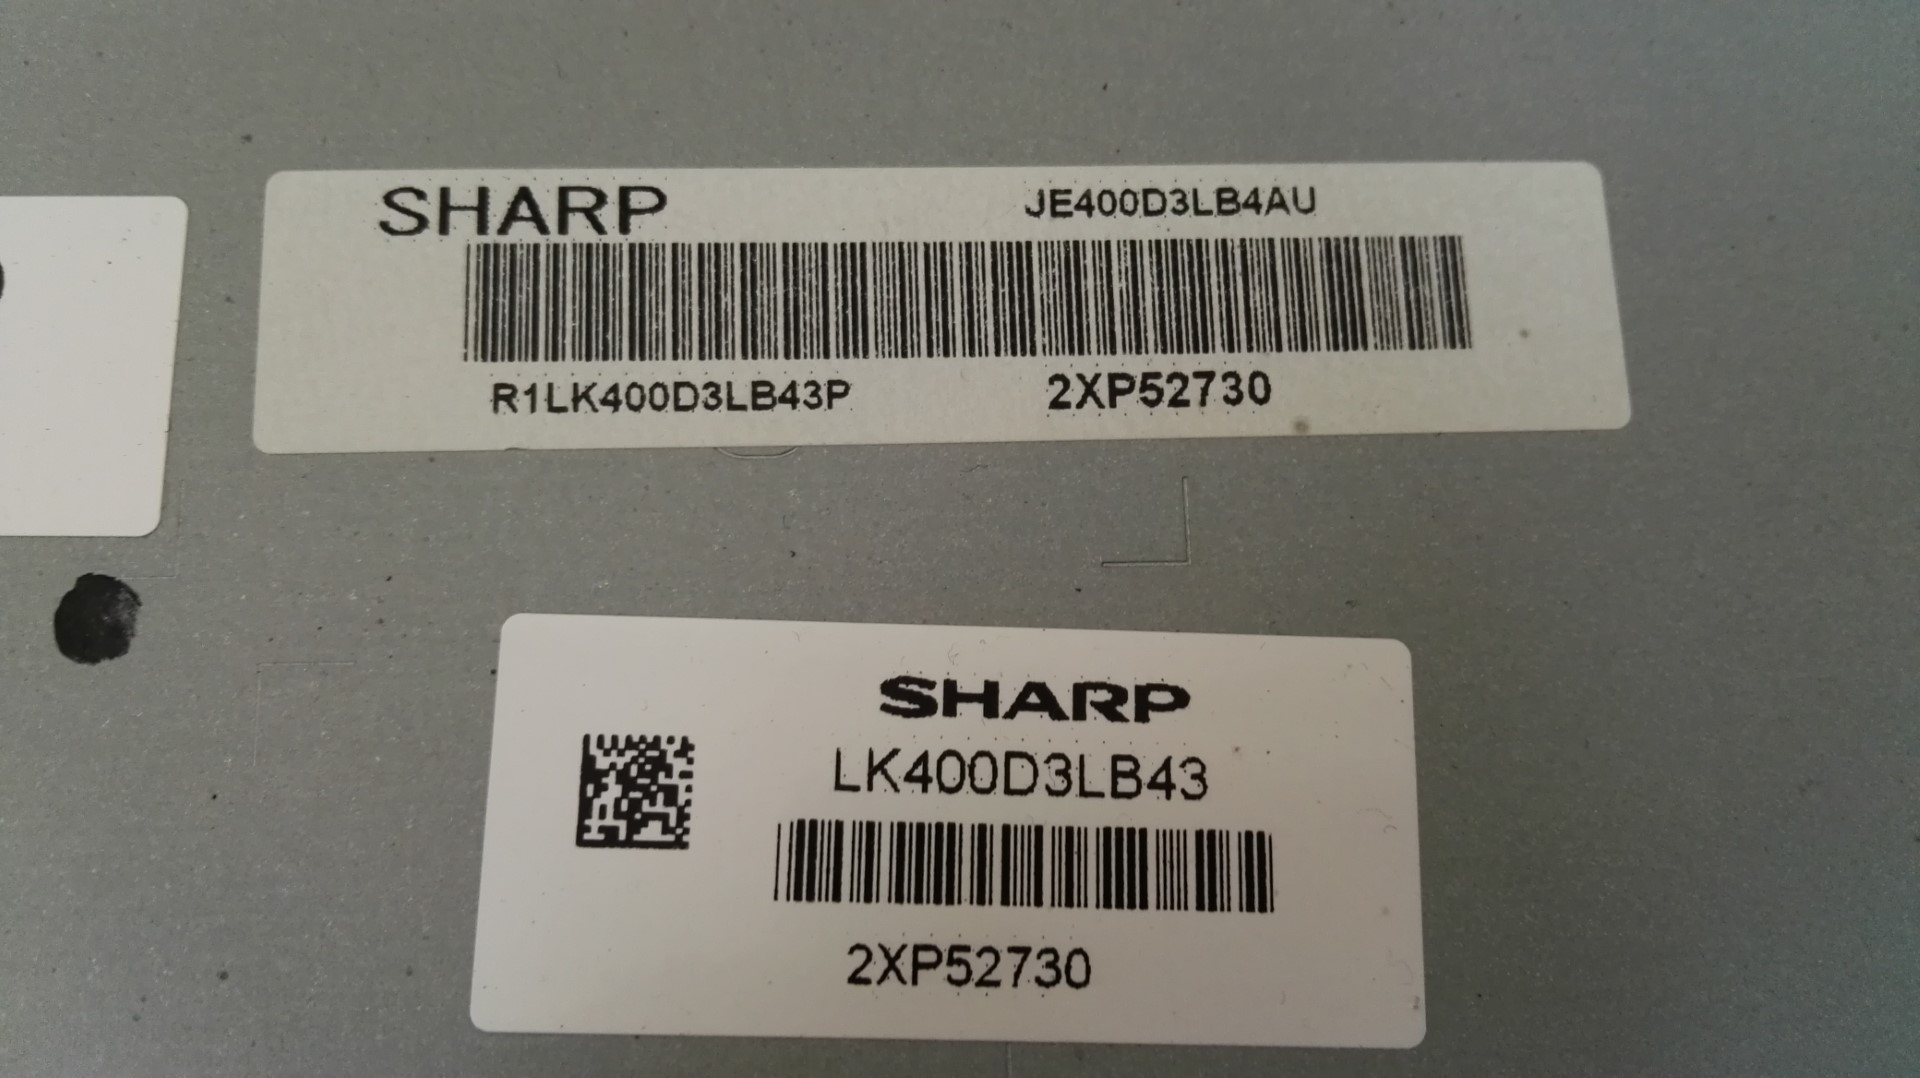 SHARP JE400D3LB4AU
R1LK400D3LB43P 2XP52730
SHARP
LK400D3LB43
2XP52730